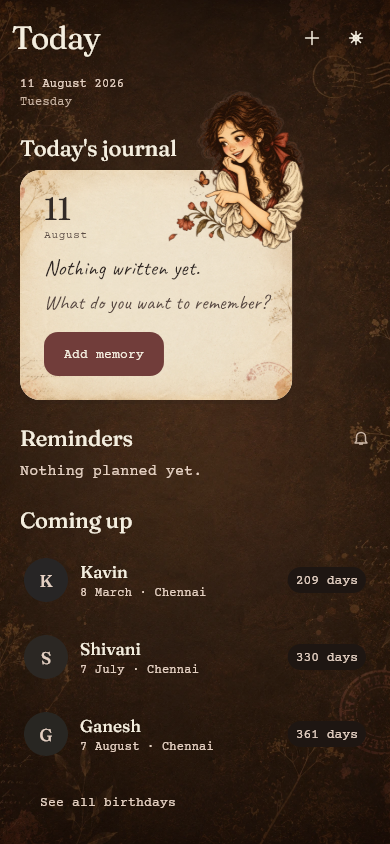 Today
11 August 2026
Tuesday
Today's journal
11
August
Nothing written yet.
What do you want to remember?
Add memory
Reminders
Nothing planned yet.
Coming up
K
Kavin
8 March · Chennai
209 days
S
Shivani
7 July · Chennai
330 days
G
Ganesh
7 August · Chennai
361 days
See all birthdays